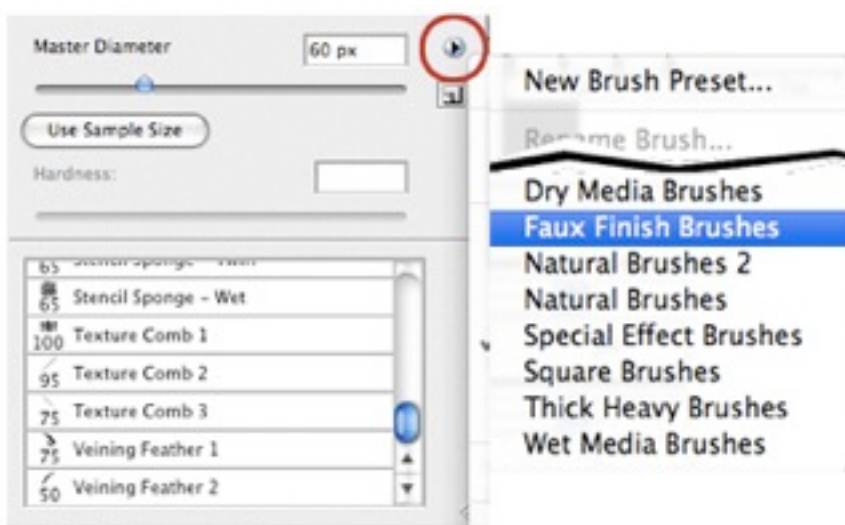 Master Diameter
60 px
Use Sample Size
Hardness:
65
65 Stencil Sponge - Wet
100 Texture Comb 1
95 Texture Comb 2
75 Texture Comb 3
75 Veining Feather 1
50 Veining Feather 2
New Brush Preset...
Rename Brush...
Dry Media Brushes
Faux Finish Brushes
Natural Brushes 2
Natural Brushes
Special Effect Brushes
Square Brushes
Thick Heavy Brushes
Wet Media Brushes